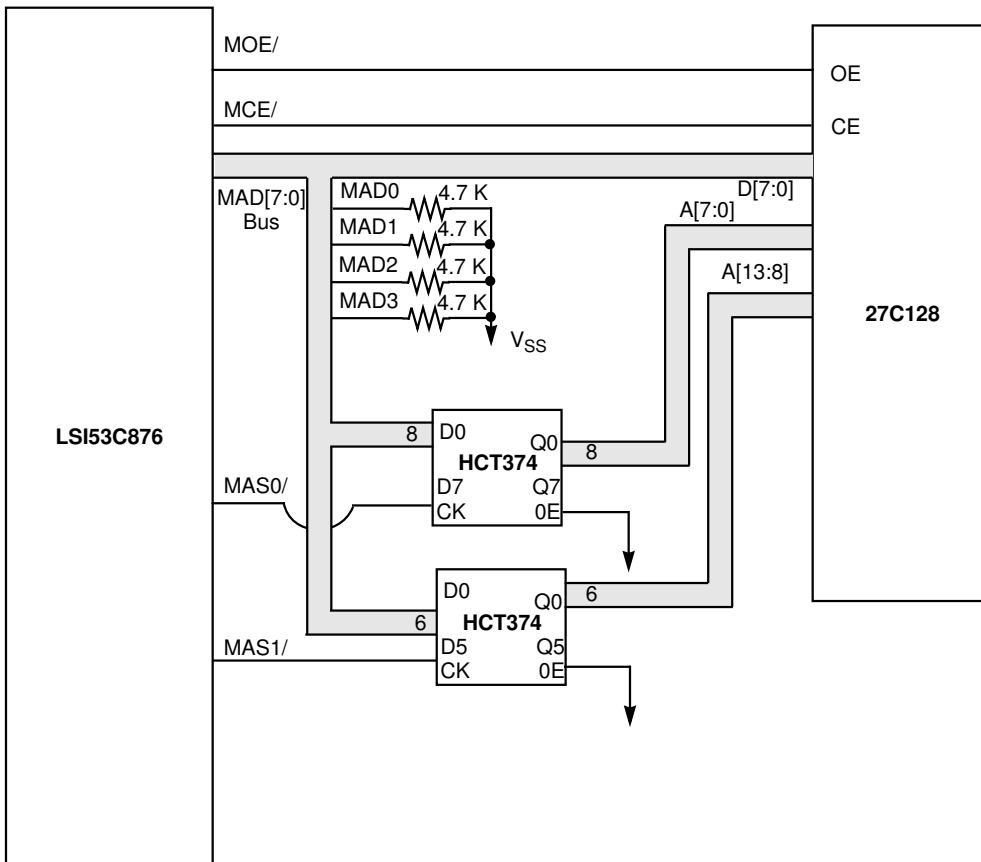 MOE/
OE
MCE/
CE
MAD[7:0]
Bus
MAD0
4.7 K
MAD1
4.7 K
MAD2
4.7 K
MAD3
4.7 K
VSS
D[7:0]
A[7:0]
A[13:8]
27C128
LSI53C876
8
D0
HCT374
Q0
8
D7
Q7
CK
0E
MAS0/
6
D0
HCT374
Q0
6
D5
Q5
CK
0E
MAS1/